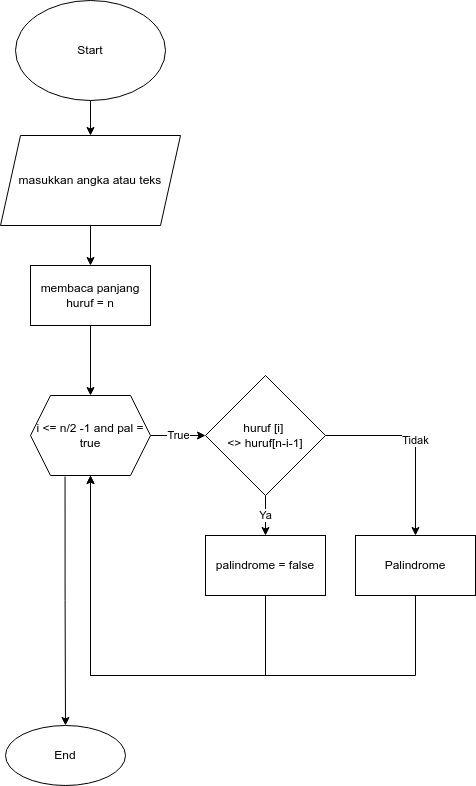 Start
masukkan angka atau teks
membaca panjang
huruf = n
i <= n/2 -1 and pal =
true
True
huruf [i]
<> huruf[n-i-1]
Tidak
Ya
palindrome = false
Palindrome
End